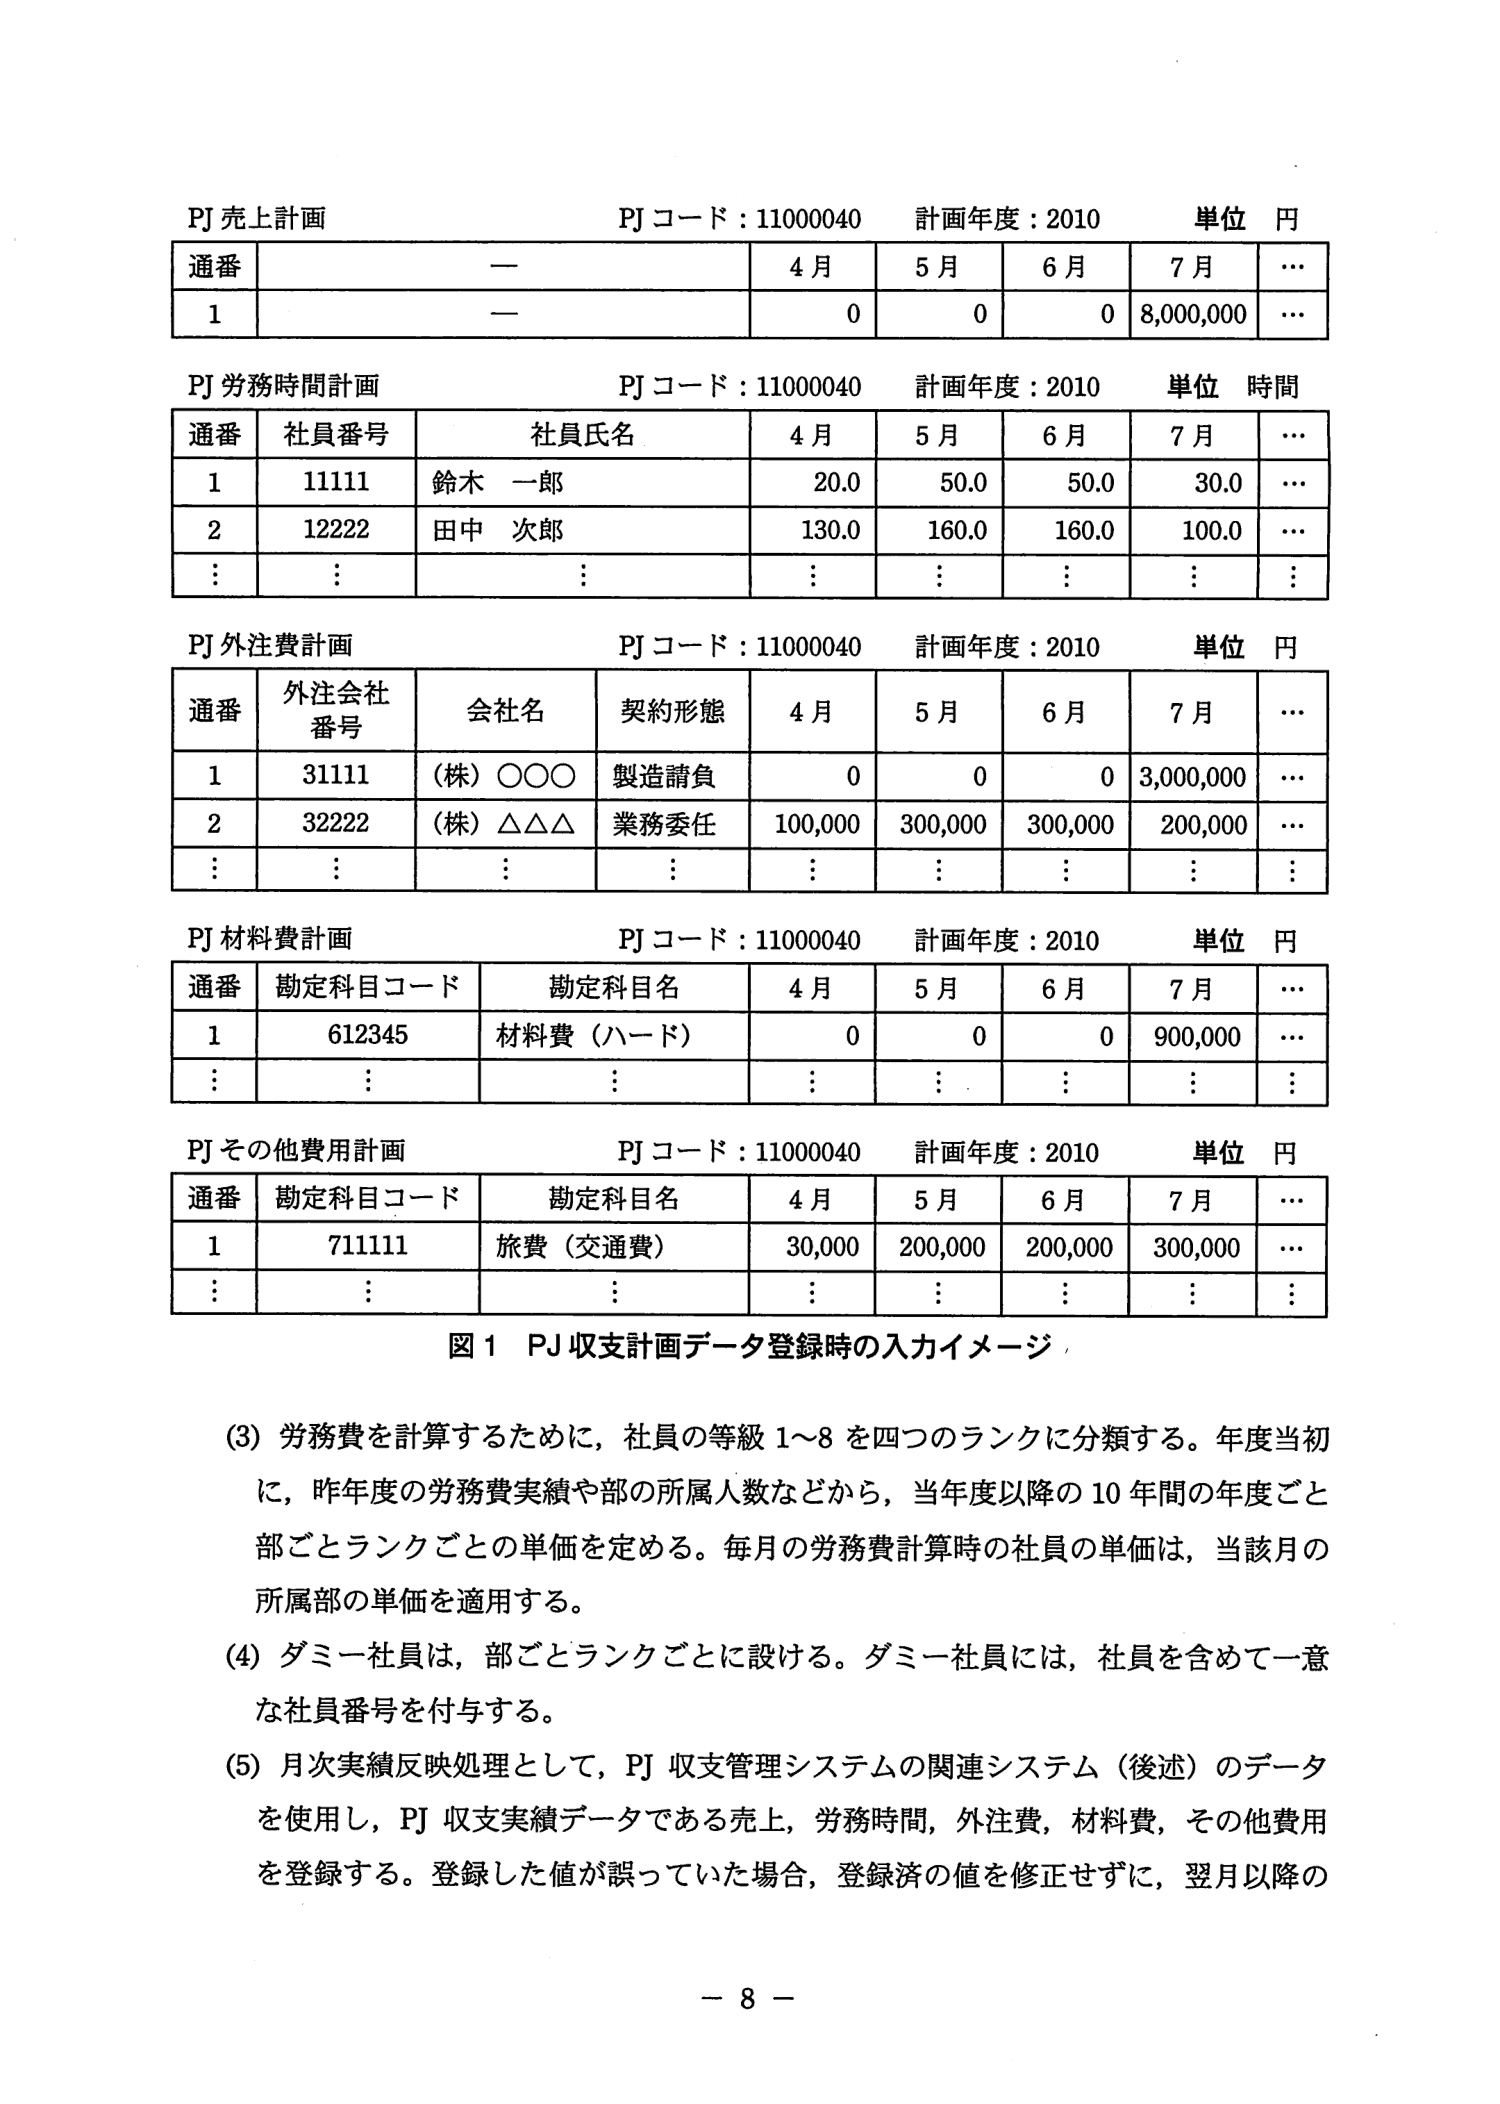 PJ 売上計画 PJ コード：11000040 計画年度：2010 単位 円
通番 ― 4 月 5 月 6 月 7 月 …
1 ― 0 0 0 8,000,000 …
PJ 労務時間計画 PJ コード：11000040 計画年度：2010 単位 時間
通番 社員番号 社員氏名 4 月 5 月 6 月 7 月 …
1 11111 鈴木 一郎 20.0 50.0 50.0 30.0 …
2 12222 田中 次郎 130.0 160.0 160.0 100.0 …
⋮ ⋮ ⋮ ⋮ ⋮ ⋮ ⋮ ⋮
PJ 外注費計画 PJ コード：11000040 計画年度：2010 単位 円
通番 外注会社番号 会社名 契約形態 4 月 5 月 6 月 7 月 …
1 31111 （株）○○○ 製造請負 0 0 0 3,000,000 …
2 32222 （株）△△△ 業務委任 100,000 300,000 300,000 200,000 …
⋮ ⋮ ⋮ ⋮ ⋮ ⋮ ⋮ ⋮ ⋮
PJ 材料費計画 PJ コード：11000040 計画年度：2010 単位 円
通番 勘定科目コード 勘定科目名 4 月 5 月 6 月 7 月 …
1 612345 材料費（ハード） 0 0 0 900,000 …
⋮ ⋮ ⋮ ⋮ ⋮ ⋮ ⋮ ⋮
PJ その他費用計画 PJ コード：11000040 計画年度：2010 単位 円
通番 勘定科目コード 勘定科目名 4 月 5 月 6 月 7 月 …
1 711111 旅費（交通費） 30,000 200,000 200,000 300,000 …
⋮ ⋮ ⋮ ⋮ ⋮ ⋮ ⋮ ⋮
図 1 PJ 収支計画データ登録時の入力イメージ
(3) 労務費を計算するために，社員の等級 1～8 を四つのランクに分類する。年度当初
に，昨年度の労務費実績や部の所属人数などから，当年度以降の 10 年間の年度ごと
部ごとランクごとの単価を定める。毎月の労務費計算時の社員の単価は，当該月の
所属部の単価を適用する。
(4) ダミー社員は，部ごとランクごとに設ける。ダミー社員には，社員を含めて一意
な社員番号を付与する。
(5) 月次実績反映処理として，PJ 収支管理システムの関連システム（後述）のデータ
を使用し，PJ 収支実績データである売上，労務時間，外注費，材料費，その他費用
を登録する。登録した値が誤っていた場合，登録済の値を修正せずに，翌月以降の
－ 8 －